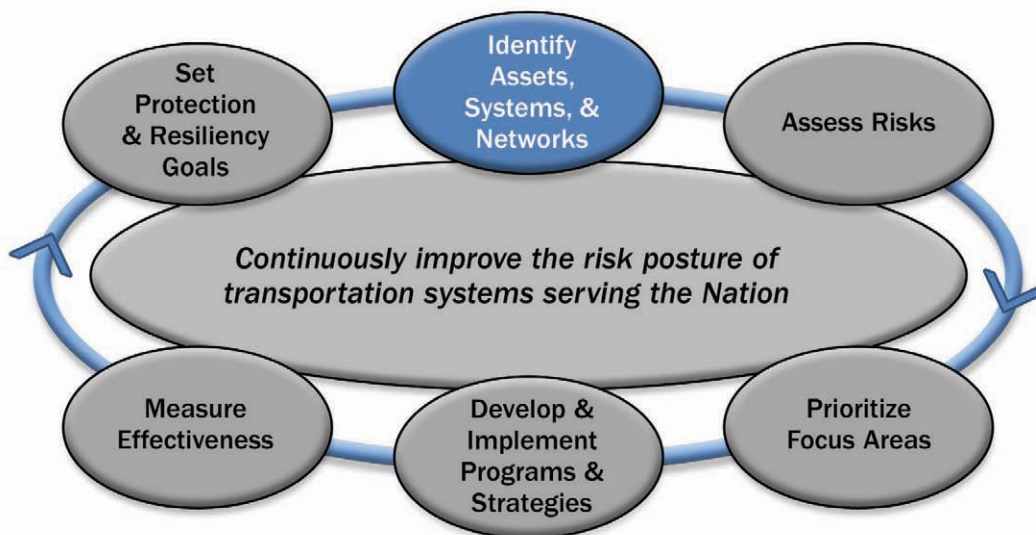 Set
Protection
& Resiliency
Goals
Identify
Assets,
Systems, &
Networks
Assess Risks
Continuously improve the risk posture of
transportation systems serving the Nation
Measure
Effectiveness
Develop &
Implement
Programs &
Strategies
Prioritize
Focus Areas